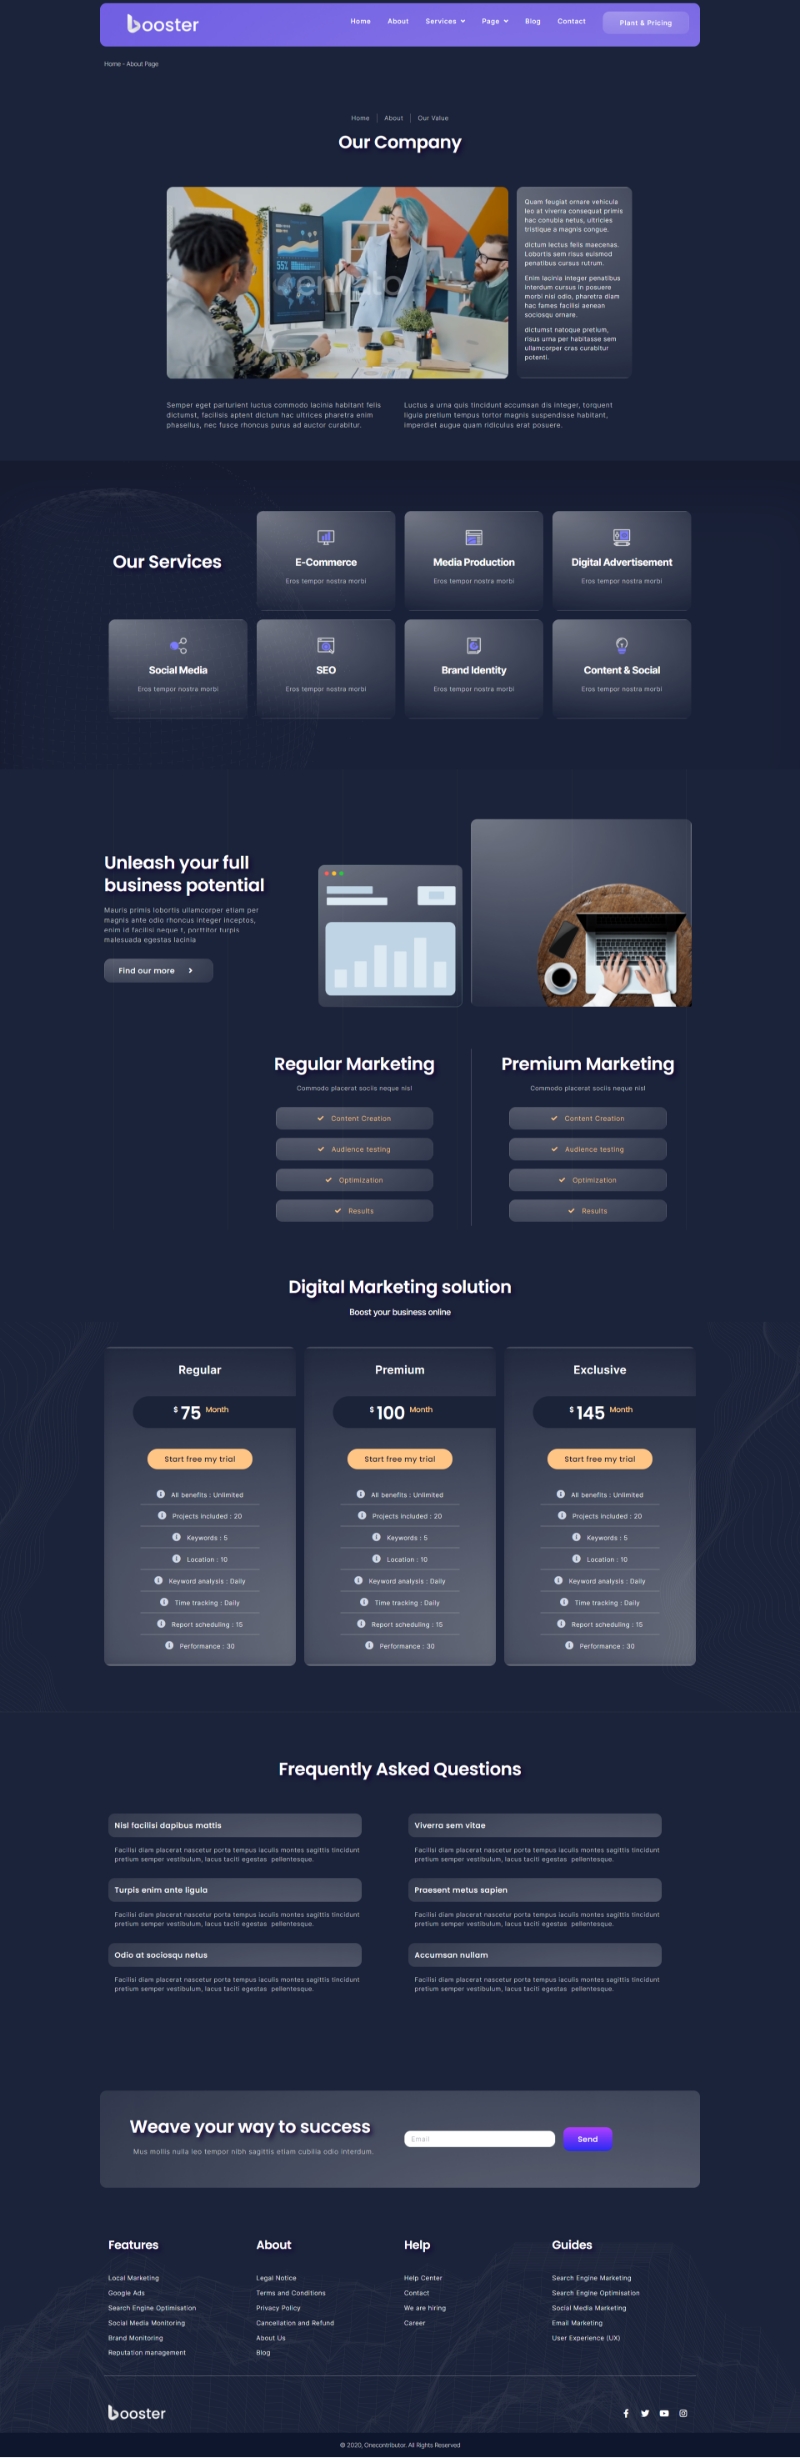 booster
Home About Services Page Blog Contact Plant & Pricing
Home - About Page
Home About Our Value
Our Company
55%
envato
Quam feugiat ornare vehicula
leo at viverra consequat primis
hac conubia netus, ultricies
tristique a magnis congue.
dictum lectus felis maecenas.
Lobortis sem risus euismod
penatibus cursus rutrum.
Enim lacinia integer penatibus
interdum cursus in posuere
morbi nisi odio, pharetra diam
hac fames facilisi aenean
sociosqu ornare.
dictumst natoque pretium,
risus urna per habitasse sem
ullamcorper cras curabitur
potenti.
Semper eget parturient luctus commodo lacinia habitant felis
dictumst, facilisis aptent dictum hac ultrices pharetra enim
phasellus, nec fusce rhoncus purus ad auctor curabitur.
Luctus a urna quis tincidunt accumsan dis integer, torquent
ligula pretium tempus tortor magnis suspendisse habitant,
imperdiet augue quam ridiculus erat posuere.
Our Services
E-Commerce
Eros tempor nostra morbi
Media Production
Eros tempor nostra morbi
Digital Advertisement
Eros tempor nostra morbi
Social Media
Eros tempor nostra morbi
SEO
Eros tempor nostra morbi
Brand Identity
Eros tempor nostra morbi
Content & Social
Eros tempor nostra morbi
Unleash your full
business potential
Mauris primis lobortis ullamcorper etiam per
magnis ante odio rhoncus integer inceptos,
enim id facilisi neque t, porttitor turpis
malesuada egestas lacinia
Find our more
Regular Marketing
Commodo placerat sociis neque nisl
Content Creation
Audience testing
Optimization
Results
Premium Marketing
Commodo placerat sociis neque nisl
Content Creation
Audience testing
Optimization
Results
Digital Marketing solution
Boost your business online
Regular
$ 75 Month
Start free my trial
All benefits : Unlimited
Projects included : 20
Keywords : 5
Location : 10
Keyword analysis : Daily
Time tracking : Daily
Report scheduling : 15
Performance : 30
Premium
$ 100 Month
Start free my trial
All benefits : Unlimited
Projects included : 20
Keywords : 5
Location : 10
Keyword analysis : Daily
Time tracking : Daily
Report scheduling : 15
Performance : 30
Exclusive
$ 145 Month
Start free my trial
All benefits : Unlimited
Projects included : 20
Keywords : 5
Location : 10
Keyword analysis : Daily
Time tracking : Daily
Report scheduling : 15
Performance : 30
Frequently Asked Questions
Nisl facilisi dapibus mattis
Facilisi diam placerat nascetur porta tempus iaculis montes sagittis tincidunt
pretium semper vestibulum, lacus taciti egestas pellentesque.
Turpis enim ante ligula
Facilisi diam placerat nascetur porta tempus iaculis montes sagittis tincidunt
pretium semper vestibulum, lacus taciti egestas pellentesque.
Odio at sociosqu netus
Facilisi diam placerat nascetur porta tempus iaculis montes sagittis tincidunt
pretium semper vestibulum, lacus taciti egestas pellentesque.
Viverra sem vitae
Facilisi diam placerat nascetur porta tempus iaculis montes sagittis tincidunt
pretium semper vestibulum, lacus taciti egestas pellentesque.
Praesent metus sapien
Facilisi diam placerat nascetur porta tempus iaculis montes sagittis tincidunt
pretium semper vestibulum, lacus taciti egestas pellentesque.
Accumsan nullam
Facilisi diam placerat nascetur porta tempus iaculis montes sagittis tincidunt
pretium semper vestibulum, lacus taciti egestas pellentesque.
Weave your way to success
Mus mollis nulla leo tempor nibh sagittis etiam cubilia odio interdum.
Email
Send
Features
Local Marketing
Google Ads
Search Engine Optimisation
Social Media Monitoring
Brand Monitoring
Reputation management
About
Legal Notice
Terms and Conditions
Privacy Policy
Cancellation and Refund
About Us
Blog
Help
Help Center
Contact
We are hiring
Career
Guides
Search Engine Marketing
Search Engine Optimisation
Social Media Marketing
Email Marketing
User Experience (UX)
booster
© 2020, Onecontributor. All Rights Reserved